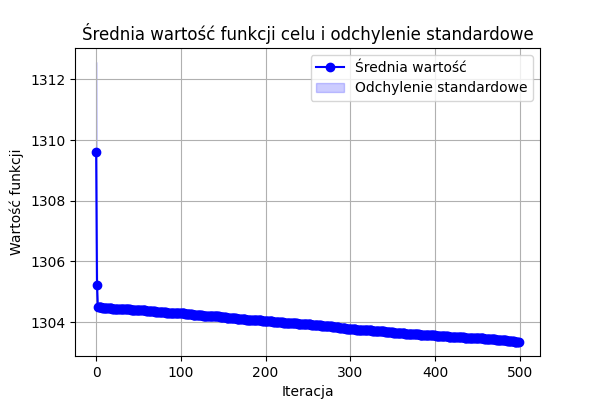 Średnia wartość funkcji celu i odchylenie standardowe
Średnia wartość
Odchylenie standardowe
Wartość funkcji
1312
1310
1308
1306
1304
0 100 200 300 400 500
Iteracja